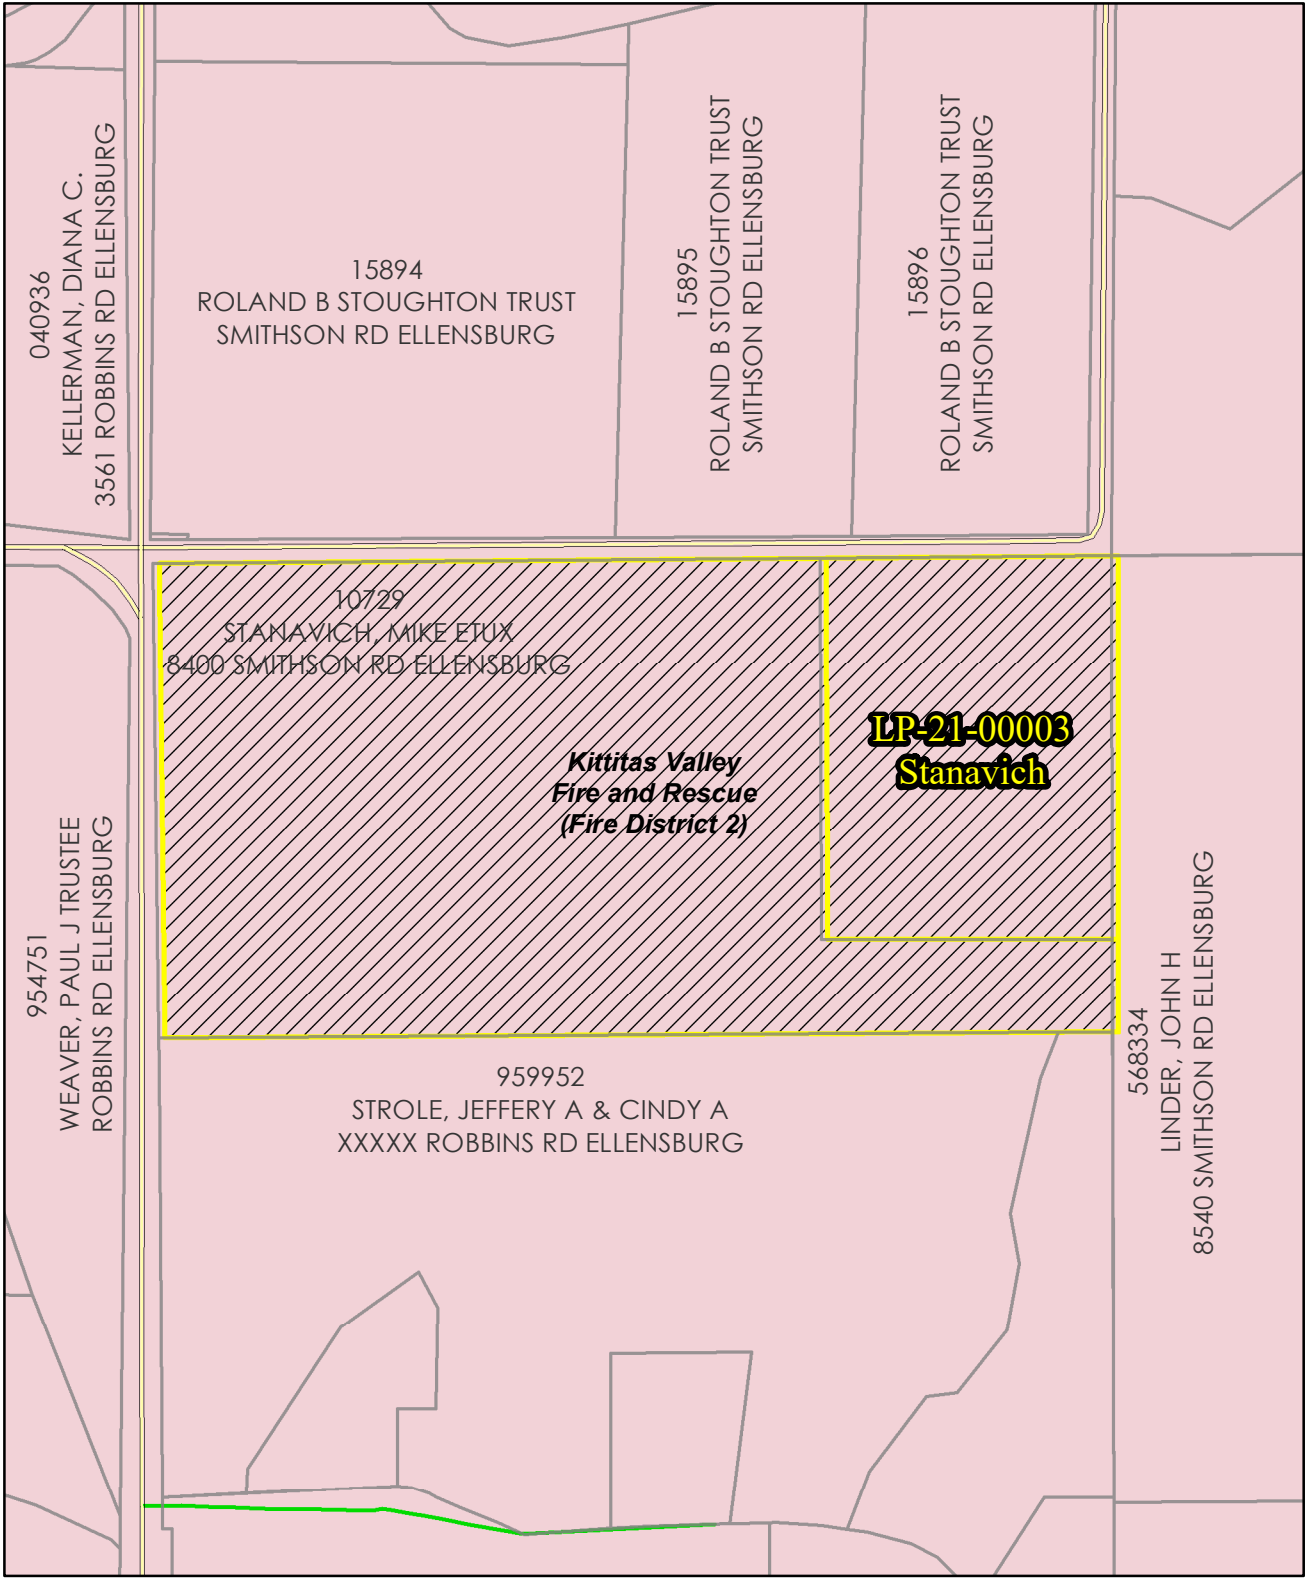 040936
KELLERMAN, DIANA C.
3561 ROBBINS RD ELLENSBURG
15894
ROLAND B STOUGHTON TRUST
SMITHSON RD ELLENSBURG
15895
ROLAND B STOUGHTON TRUST
SMITHSON RD ELLENSBURG
15896
ROLAND B STOUGHTON TRUST
SMITHSON RD ELLENSBURG
10729
STANAVICH, MIKE ETUX
8400 SMITHSON RD ELLENSBURG
LP-21-00003
Stanavich
Kittitas Valley
Fire and Rescue
(Fire District 2)
954751
WEAVER, PAUL J TRUSTEE
ROBBINS RD ELLENSBURG
568334
LINDER, JOHN H
8540 SMITHSON RD ELLENSBURG
959952
STROLE, JEFFERY A & CINDY A
XXXXX ROBBINS RD ELLENSBURG